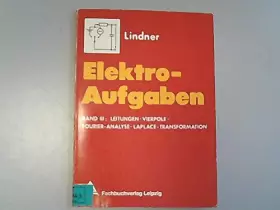 Lindner
Elektro-
Aufgaben
BAND III: LEITUNGEN · VIERPOLE ·
FOURIER-ANALYSE · LAPLACE-TRANSFORMATION
Fachbuchverlag Leipzig